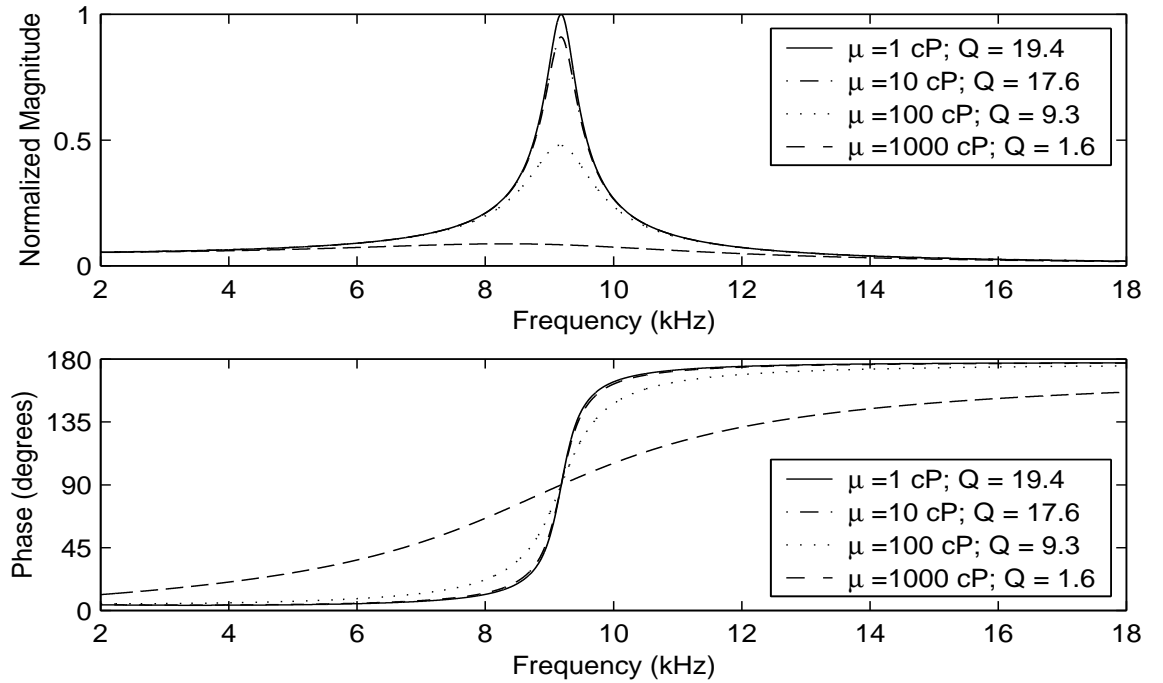 1
0.5
0
Normalized Magnitude
μ =1 cP; Q = 19.4
μ =10 cP; Q = 17.6
μ =100 cP; Q = 9.3
μ =1000 cP; Q = 1.6
2 4 6 8 10 12 14 16 18
Frequency (kHz)
180
135
90
45
0
Phase (degrees)
μ =1 cP; Q = 19.4
μ =10 cP; Q = 17.6
μ =100 cP; Q = 9.3
μ =1000 cP; Q = 1.6
2 4 6 8 10 12 14 16 18
Frequency (kHz)